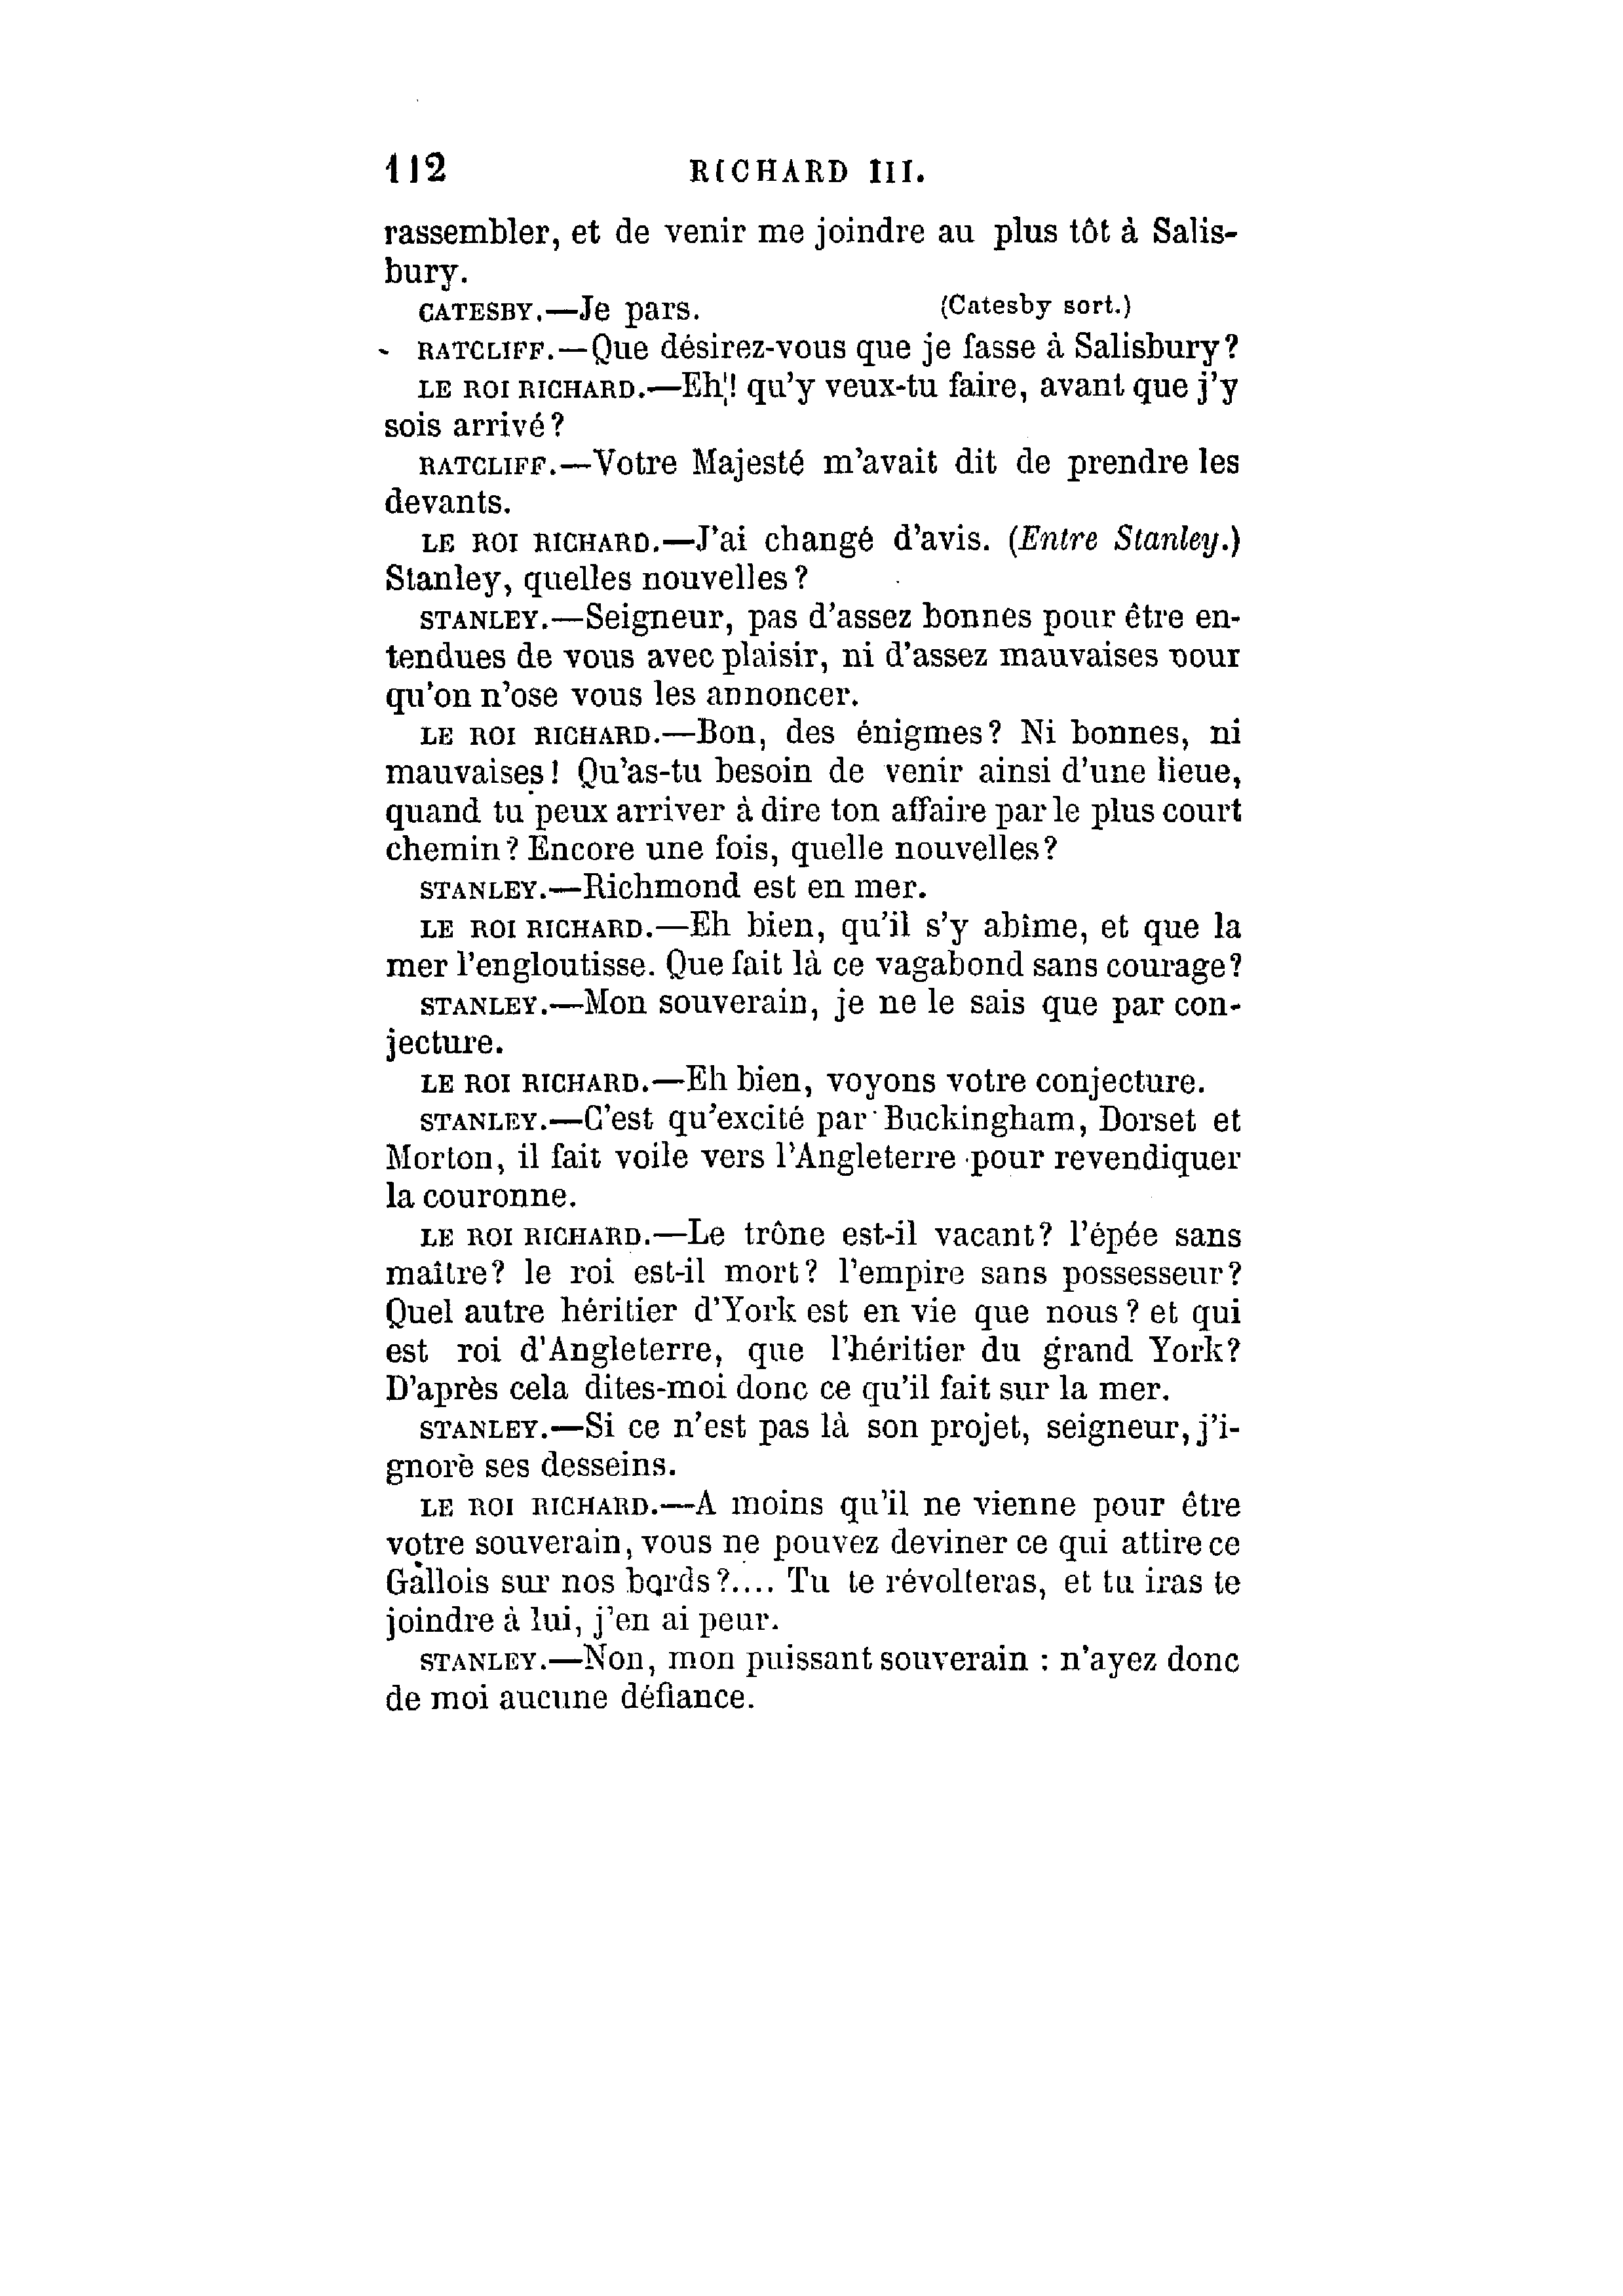 112 RICHARD III.
rassembler, et de venir me joindre au plus tôt à Salis-
bury.
CATESBY.—Je pars. (Catesby sort.)
RATCLIFF.—Que désirez-vous que je fasse à Salisbury?
LE ROI RICHARD.—Eh! qu'y veux-tu faire, avant que j'y
sois arrivé?
RATCLIFF.—Votre Majesté m'avait dit de prendre les
devants.
LE ROI RICHARD.—J'ai changé d'avis. (Entre Stanley.)
Stanley, quelles nouvelles?
STANLEY.—Seigneur, pas d'assez bonnes pour être en-
tendues de vous avec plaisir, ni d'assez mauvaises pour
qu'on n'ose vous les annoncer.
LE ROI RICHARD.—Bon, des énigmes? Ni bonnes, ni
mauvaises! Qu'as-tu besoin de venir ainsi d'une lieue,
quand tu peux arriver à dire ton affaire par le plus court
chemin? Encore une fois, quelle nouvelles?
STANLEY.—Richmond est en mer.
LE ROI RICHARD.—Eh bien, qu'il s'y abîme, et que la
mer l'engloutisse. Que fait là ce vagabond sans courage?
STANLEY.—Mon souverain, je ne le sais que par con-
jecture.
LE ROI RICHARD.—Eh bien, voyons votre conjecture.
STANLEY.—C'est qu'excité par Buckingham, Dorset et
Morton, il fait voile vers l'Angleterre pour revendiquer
la couronne.
LE ROI RICHARD.—Le trône est-il vacant? l'épée sans
maître? le roi est-il mort? l'empire sans possesseur?
Quel autre héritier d'York est en vie que nous? et qui
est roi d'Angleterre, que l'héritier du grand York?
D'après cela dites-moi donc ce qu'il fait sur la mer.
STANLEY.—Si ce n'est pas là son projet, seigneur, j'i-
gnore ses desseins.
LE ROI RICHARD.—A moins qu'il ne vienne pour être
votre souverain, vous ne pouvez deviner ce qui attire ce
Gallois sur nos bords?.... Tu te révolteras, et tu iras te
joindre à lui, j'en ai peur.
STANLEY.—Non, mon puissant souverain : n'ayez donc
de moi aucune défiance.